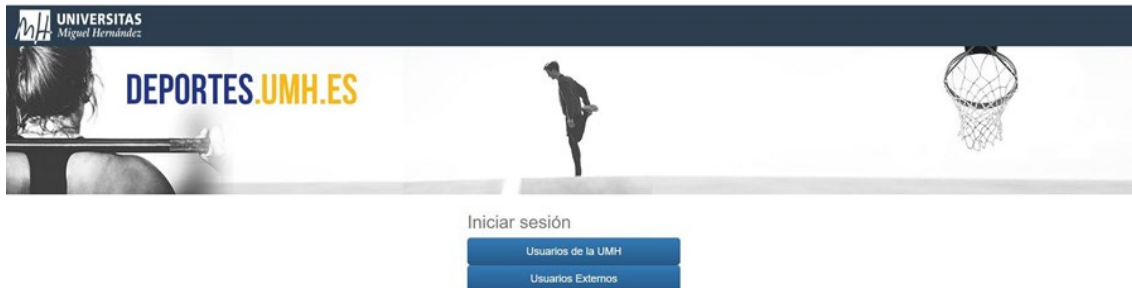 UNIVERSITAS
Miguel Hernández
DEPORTES.UMH.ES
Iniciar sesión
Usuarios de la UMH
Usuarios Externos